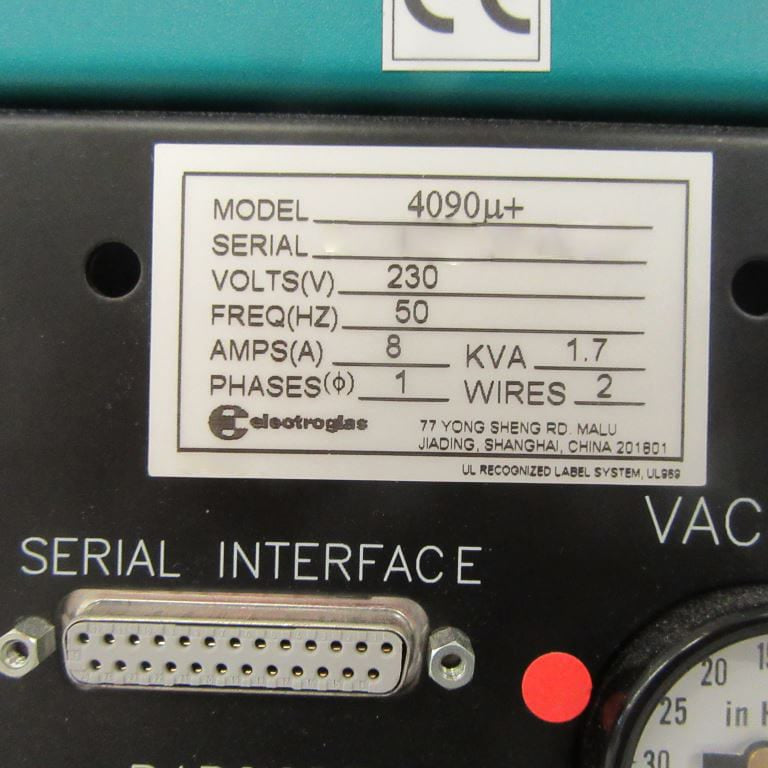 CE
MODEL 4090μ+
SERIAL
VOLTS(V) 230
FREQ(HZ) 50
AMPS(A) 8 KVA 1.7
PHASES(ϕ) 1 WIRES 2
electroglas
77 YONG SHENG RD. MALU
JIADING, SHANGHAI, CHINA 201801
UL RECOGNIZED LABEL SYSTEM, UL969
VAC
SERIAL INTERFACE
20
25
in
30